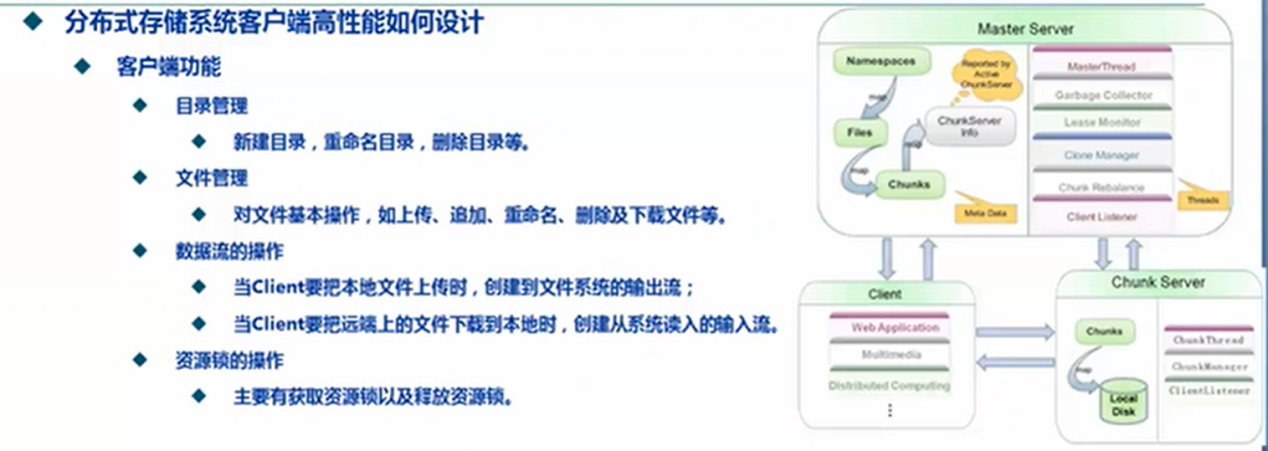 分布式存储系统客户端高性能如何设计
客户端功能
目录管理
新建目录，重命名目录，删除目录等。
文件管理
对文件基本操作，如上传、追加、重命名、删除及下载文件等。
数据流的操作
当Client要把本地文件上传时，创建到文件系统的输出流；
当Client要把远端上的文件下载到本地时，创建从系统读入的输入流。
资源锁的操作
主要有获取资源锁以及释放资源锁。
Master Server
Namespaces
map
Files
map
Chunks
map
ChunkServer
Info
Reported by
Active
ChunkServer
Meta Data
MasterThread
Garbage Collector
Lease Monitor
Clone Manager
Chunk Rebalance
Client Listener
Threads
Client
Web Application
Multimedia
Distributed Computing
⋮
Chunk Server
Chunks
map
Local
Disk
ChunkThread
ChunkManager
ClientListener